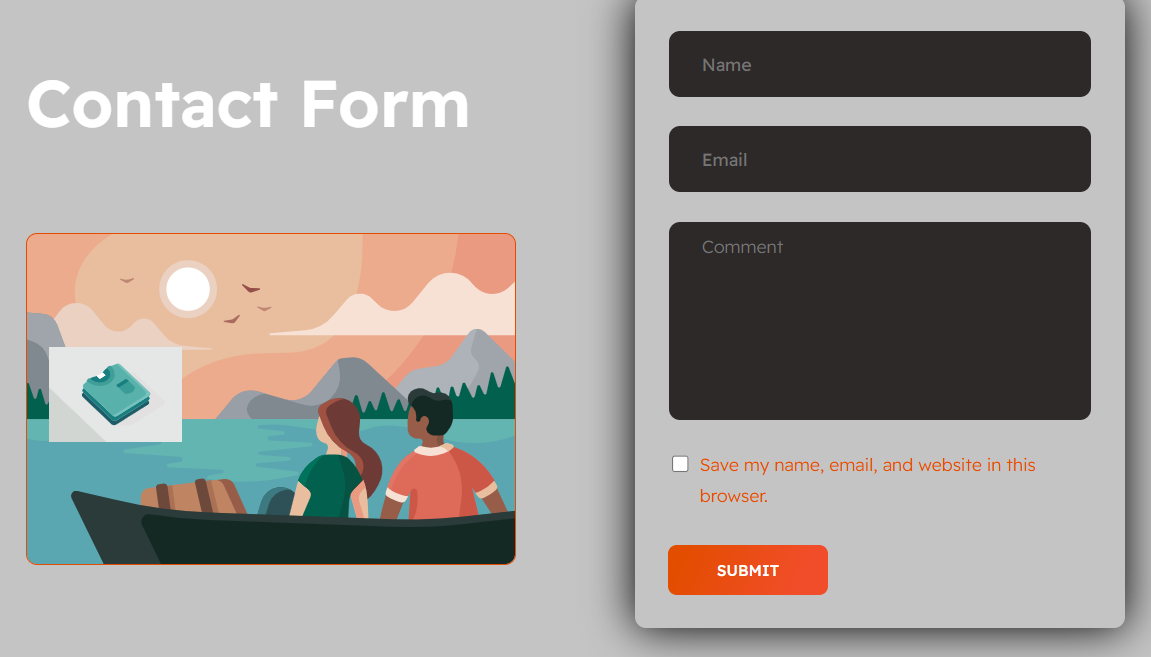 Contact Form
Name
Email
Comment
Save my name, email, and website in this
browser.
SUBMIT